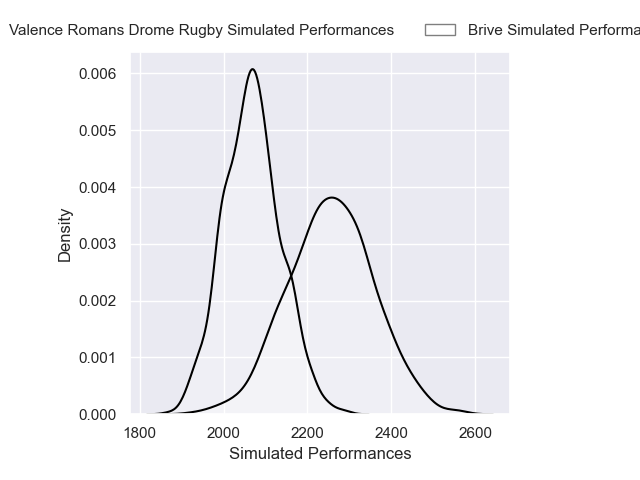 Valence Romans Drome Rugby Simulated Performances
Brive Simulated Performa
0.006
0.005
0.004
0.003
0.002
0.001
0.000
Density
1800 2000 2200 2400 2600
Simulated Performances